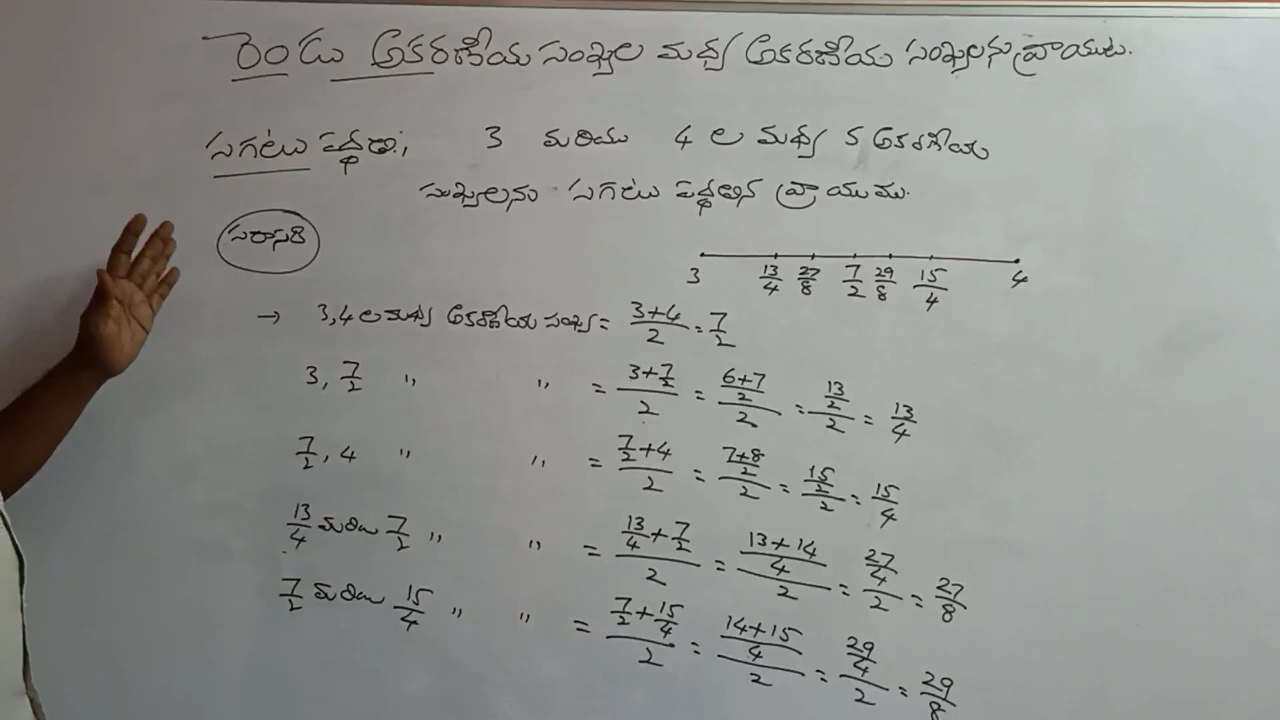 రెండు అకరణీయ సంఖ్యల మధ్య అకరణీయ సంఖ్యలను వ్రాయుట.
సగటు పద్ధతి; 3 మరియు 4 ల మధ్య 5 అకరణీయ
సంఖ్యలను సగటు పద్ధతిన వ్రాయుము.
సరాసరి
3 13/4 27/8 7/2 29/8 15/4 4
→ 3,4 ల మధ్య అకరణీయ సంఖ్య = (3+4)/2 = 7/2
3, 7/2 " " = (3+7/2)/2 = ((6+7)/2)/2 = (13/2)/2 = 13/4
7/2, 4 " " = (7/2+4)/2 = ((7+8)/2)/2 = (15/2)/2 = 15/4
13/4 మరియు 7/2 " " = (13/4+7/2)/2 = ((13+14)/4)/2 = (27/4)/2 = 27/8
7/2 మరియు 15/4 " " = (7/2+15/4)/2 = ((14+15)/4)/2 = (29/4)/2 = 29/8